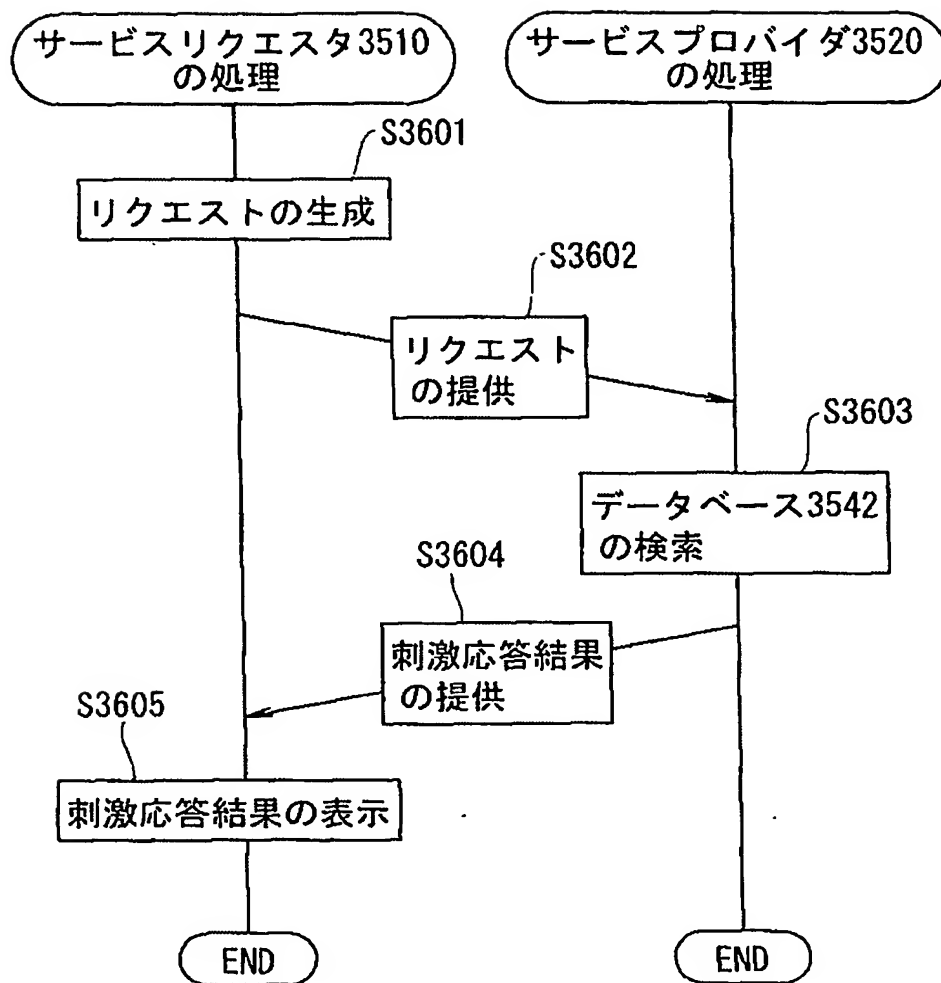 サービスリクエスタ3510
の処理
サービスプロバイダ3520
の処理
S3601
リクエストの生成
S3602
リクエスト
の提供
S3603
データベース3542
の検索
S3604
刺激応答結果
の提供
S3605
刺激応答結果の表示
END
END